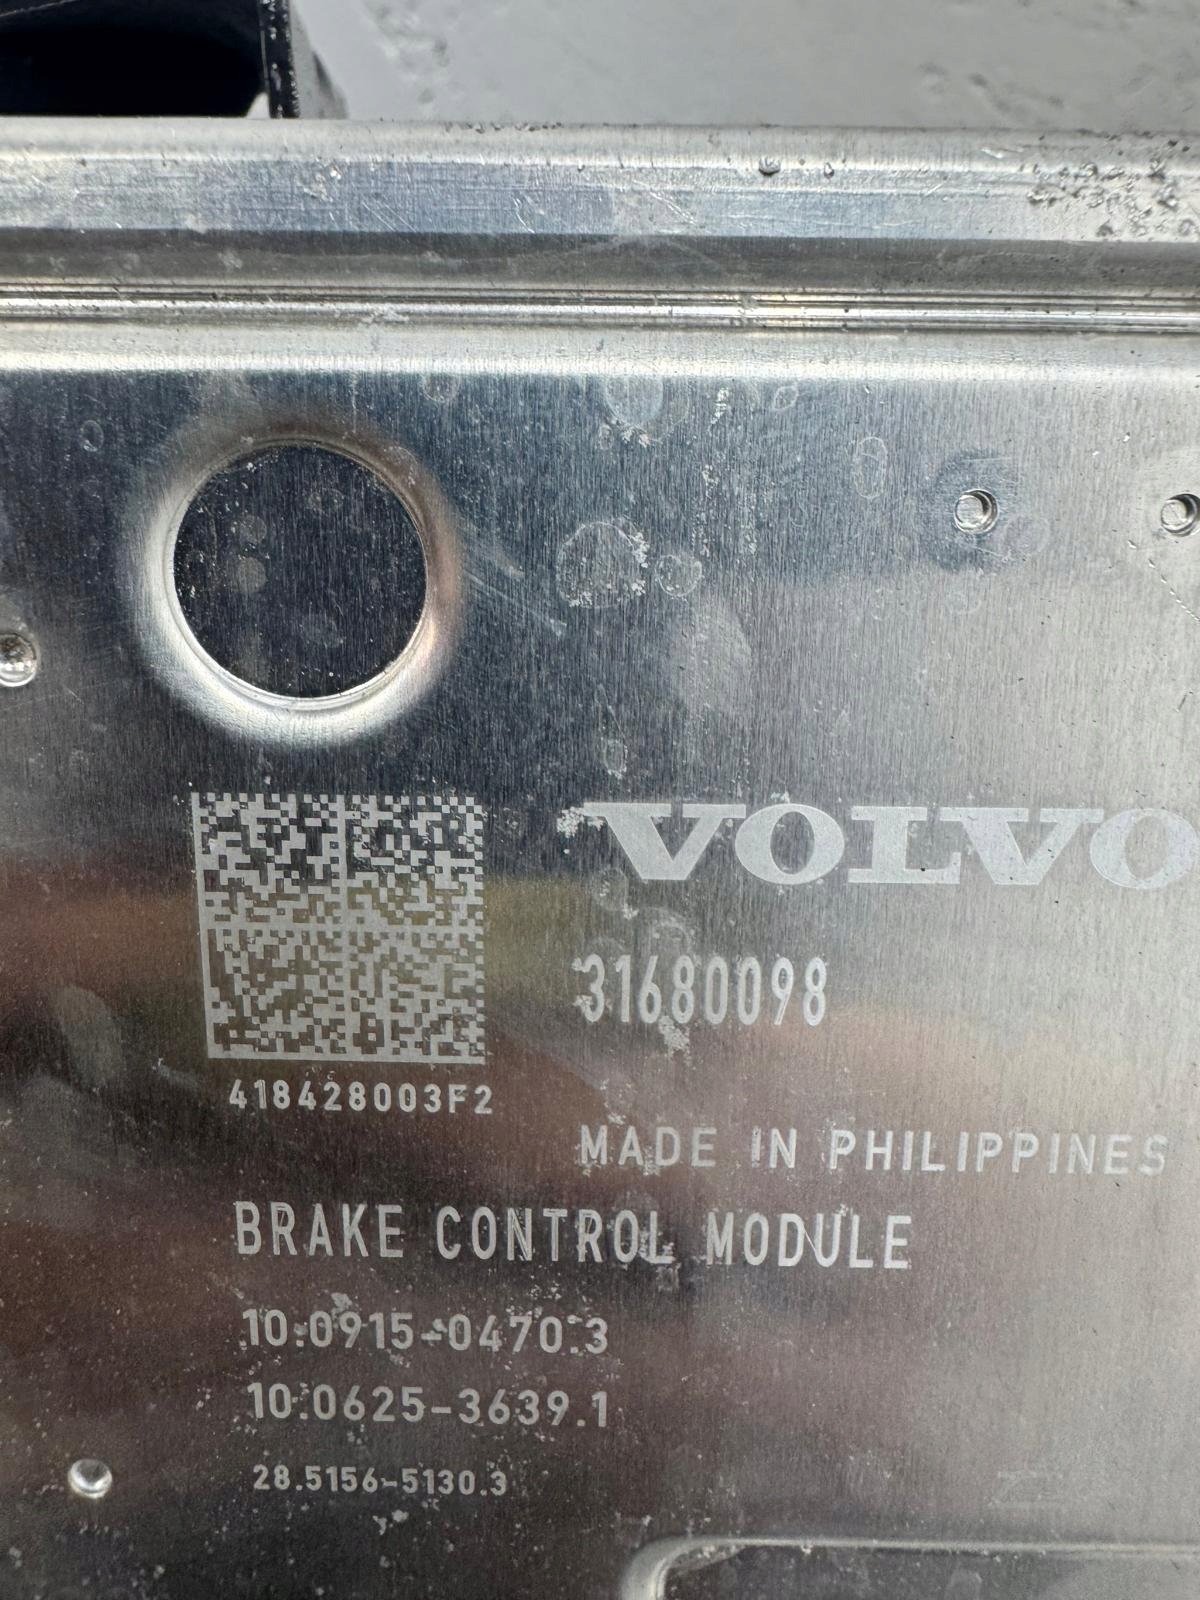 VOLVO
31680098
418428003F2
MADE IN PHILIPPINES
BRAKE CONTROL MODULE
10.0915-0470.3
10.0625-3639.1
28.5156-5130.3